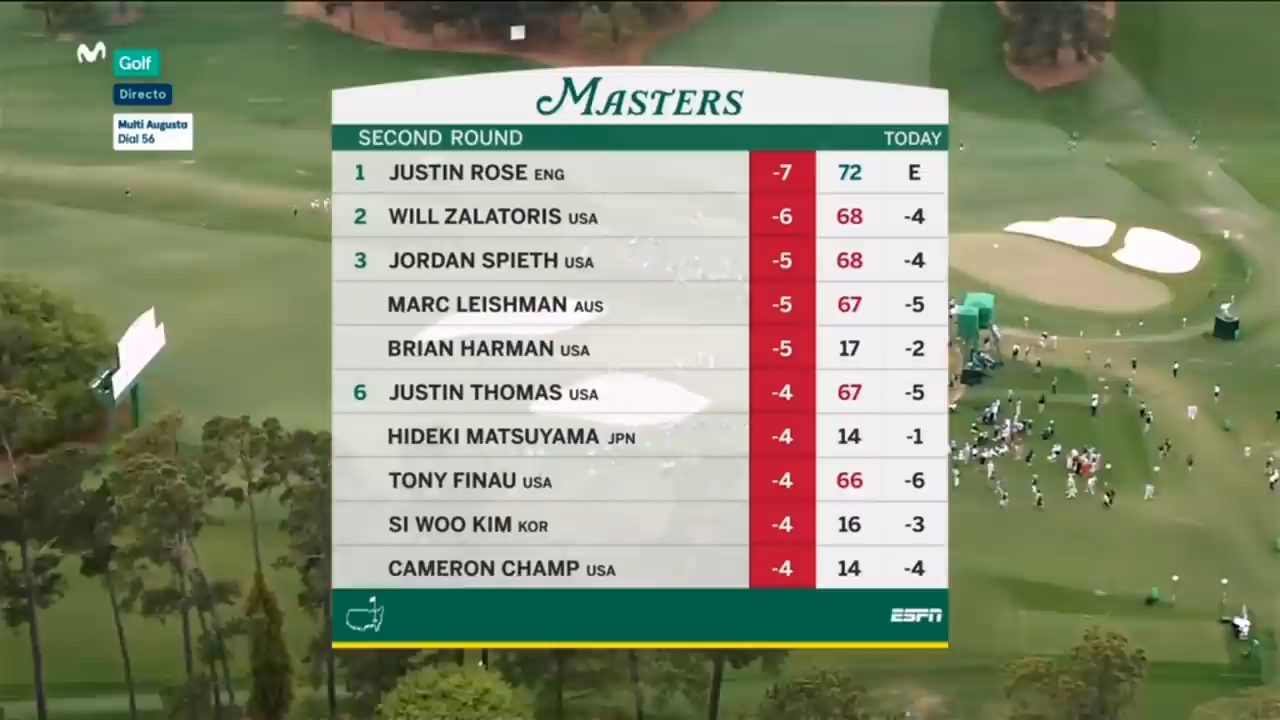 Golf
Directo
Multi Augusta
Dial 56
MASTERS
SECOND ROUND TODAY
1 JUSTIN ROSE ENG -7 72 E
2 WILL ZALATORIS USA -6 68 -4
3 JORDAN SPIETH USA -5 68 -4
MARC LEISHMAN AUS -5 67 -5
BRIAN HARMAN USA -5 17 -2
6 JUSTIN THOMAS USA -4 67 -5
HIDEKI MATSUYAMA JPN -4 14 -1
TONY FINAU USA -4 66 -6
SI WOO KIM KOR -4 16 -3
CAMERON CHAMP USA -4 14 -4
ESPN